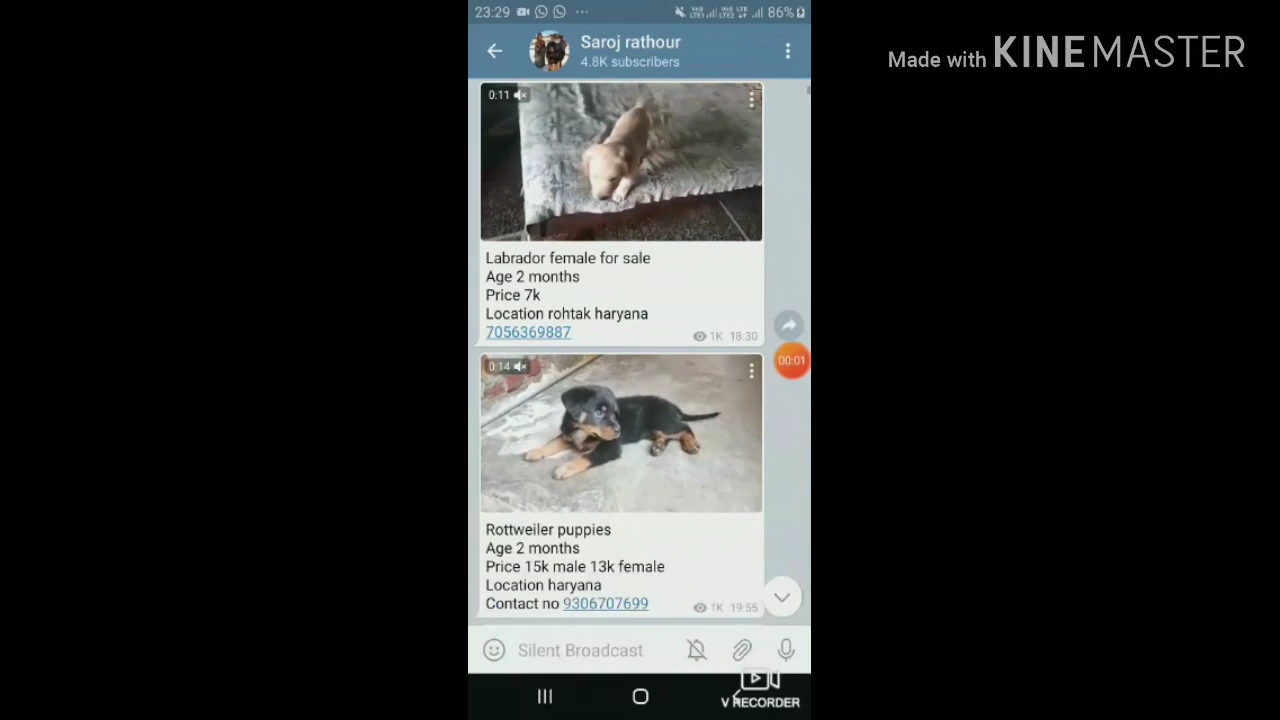 23:29 86%
Made with KINEMASTER
Saroj rathour
4.8K subscribers
0:11
Labrador female for sale
Age 2 months
Price 7k
Location rohtak haryana
7056369887
1K 18:30
00:01
0:14
Rottweiler puppies
Age 2 months
Price 15k male 13k female
Location haryana
Contact no 9306707699
1K 19:55
Silent Broadcast
V RECORDER